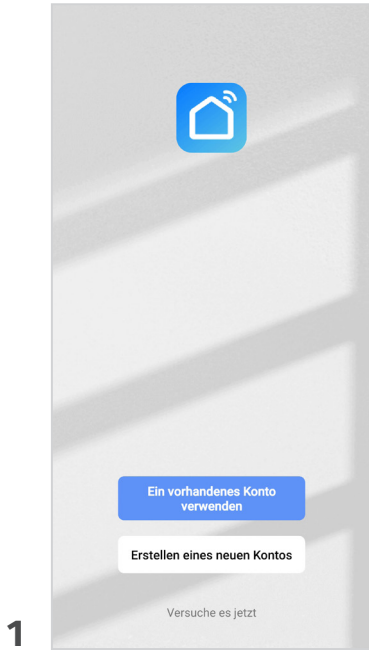 Ein vorhandenes Konto
verwenden
Erstellen eines neuen Kontos
Versuche es jetzt
1